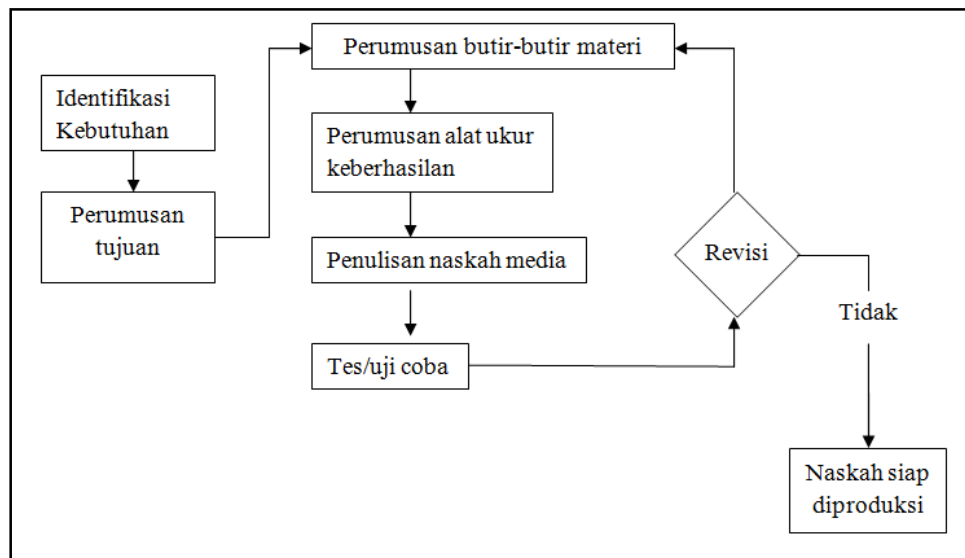 Identifikasi
Kebutuhan
Perumusan
tujuan
Perumusan butir-butir materi
Perumusan alat ukur
keberhasilan
Penulisan naskah media
Tes/uji coba
Revisi
Tidak
Naskah siap
diproduksi